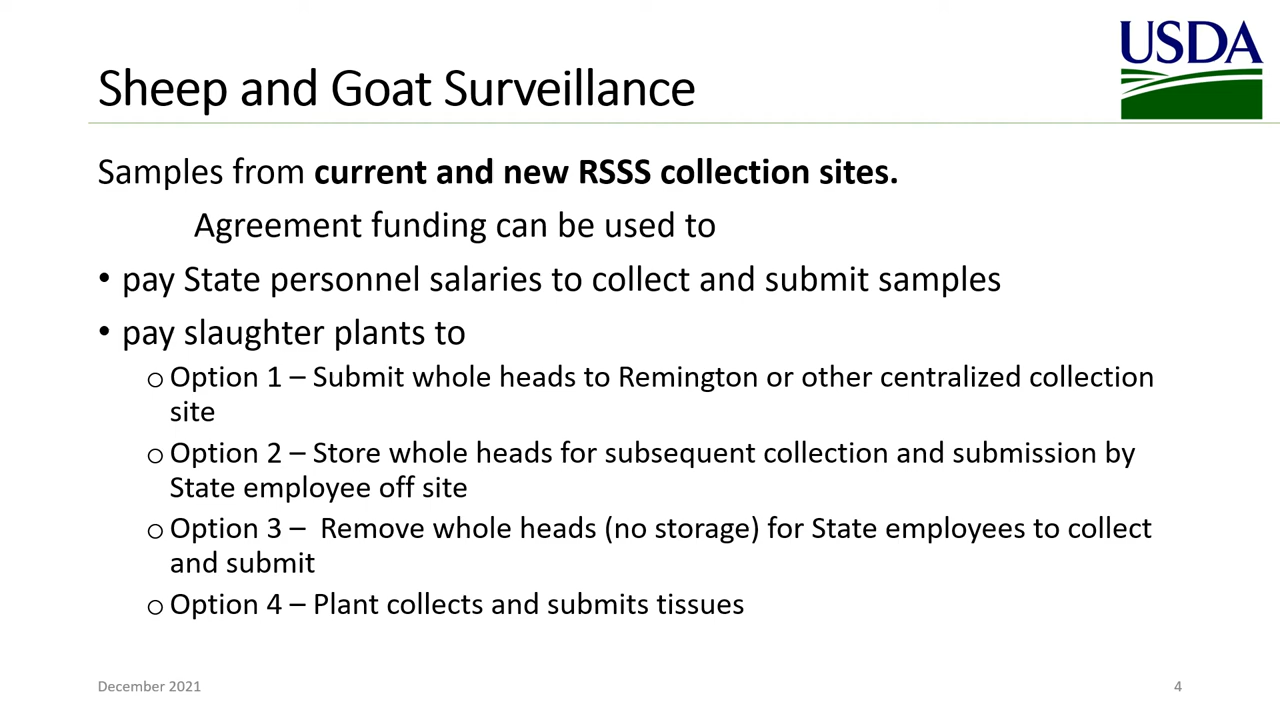 USDA
Sheep and Goat Surveillance
Samples from current and new RSSS collection sites.
Agreement funding can be used to
• pay State personnel salaries to collect and submit samples
• pay slaughter plants to
o Option 1 – Submit whole heads to Remington or other centralized collection
site
o Option 2 – Store whole heads for subsequent collection and submission by
State employee off site
o Option 3 – Remove whole heads (no storage) for State employees to collect
and submit
o Option 4 – Plant collects and submits tissues
December 2021
4